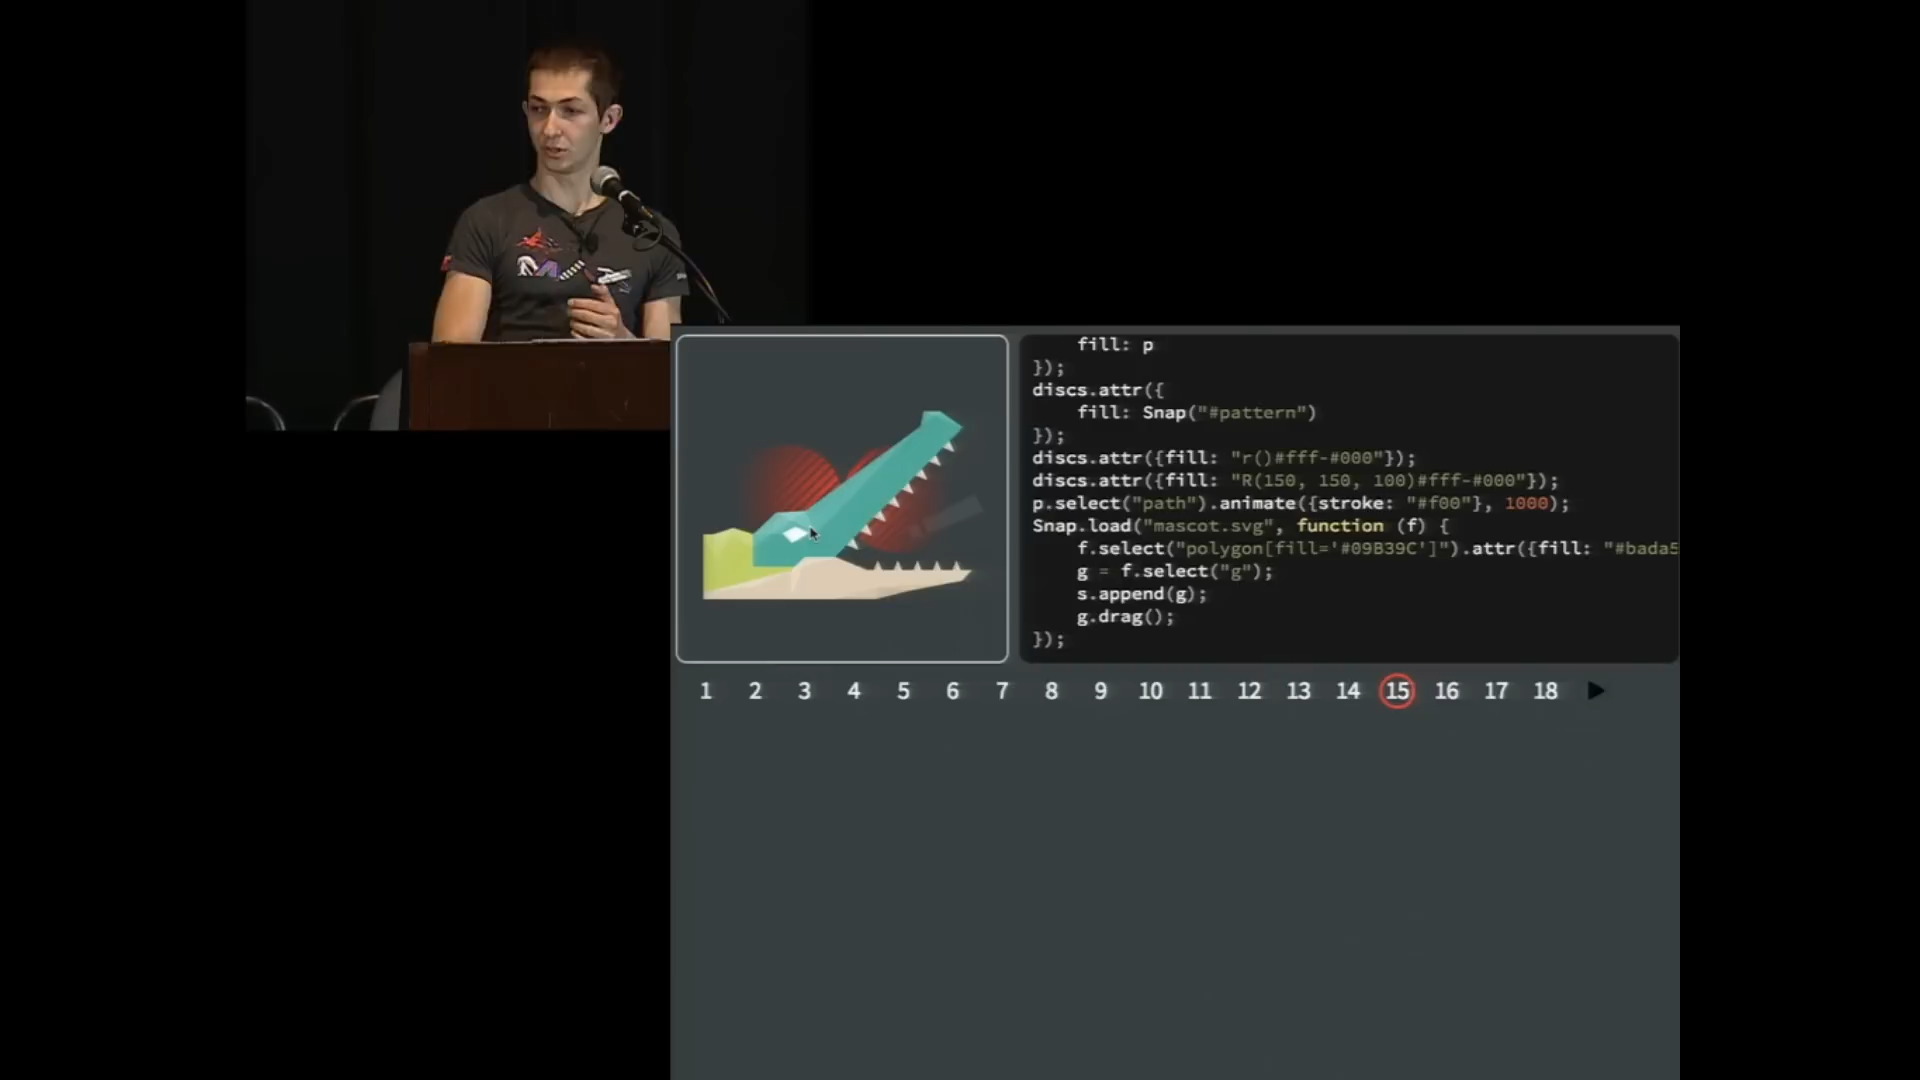 fill: p
});
discs.attr({
fill: Snap("#pattern")
});
discs.attr({fill: "r()#fff-#000"});
discs.attr({fill: "R(150, 150, 100)#fff-#000"});
p.select("path").animate({stroke: "#f00"}, 1000);
Snap.load("mascot.svg", function (f) {
f.select("polygon[fill='#09B39C']").attr({fill: "#bada5
g = f.select("g");
s.append(g);
g.drag();
});
1 2 3 4 5 6 7 8 9 10 11 12 13 14 15 16 17 18